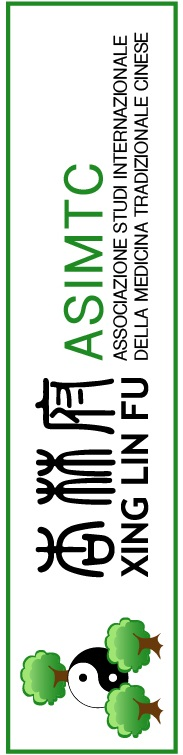 杏林府
XING LIN FU
ASIMTC
ASSOCIAZIONE STUDI INTERNAZIONALE
DELLA MEDICINA TRADIZIONALE CINESE